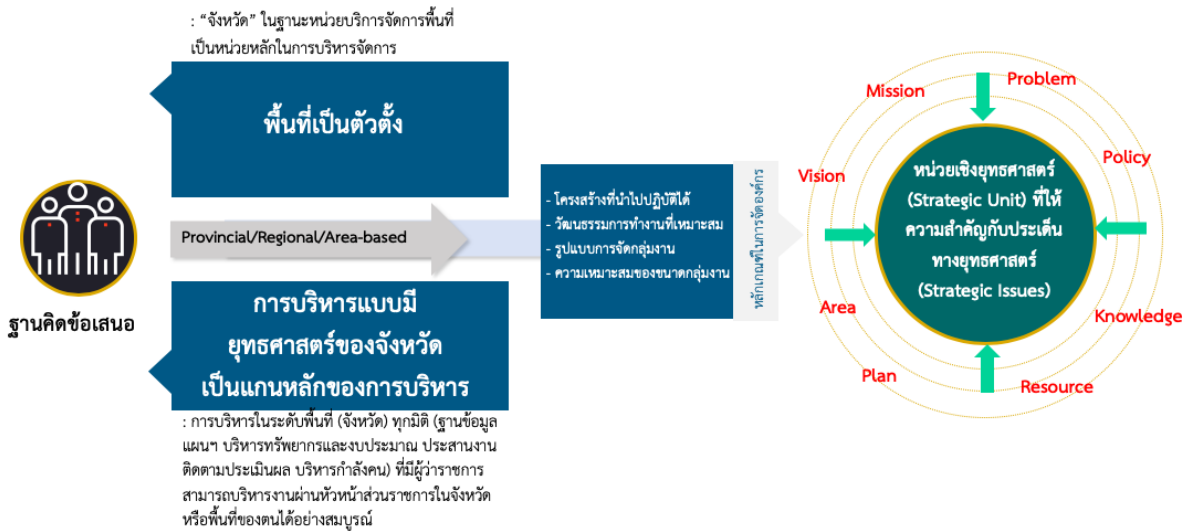 : “จังหวัด” ในฐานะหน่วยบริการจัดการพื้นที่
เป็นหน่วยหลักในการบริหารจัดการ
พื้นที่เป็นตัวตั้ง
ฐานคิดข้อเสนอ
Provincial/Regional/Area-based
การบริหารแบบมี
ยุทธศาสตร์ของจังหวัด
เป็นแกนหลักของการบริหาร
: การบริหารในระดับพื้นที่ (จังหวัด) ทุกมิติ (ฐานข้อมูล
แผนฯ บริหารทรัพยากรและงบประมาณ ประสานงาน
ติดตามประเมินผล บริหารกำลังคน) ที่มีผู้ว่าราชการ
สามารถบริหารงานผ่านหัวหน้าส่วนราชการในจังหวัด
หรือพื้นที่ของตนได้อย่างสมบูรณ์
- โครงสร้างที่นำไปปฏิบัติได้
- วัฒนธรรมการทำงานที่เหมาะสม
- รูปแบบการจัดกลุ่มงาน
- ความเหมาะสมของขนาดกลุ่มงาน
หลักเกณฑ์ในการจัดองค์กร
Mission
Problem
Vision
Policy
หน่วยเชิงยุทธศาสตร์
(Strategic Unit) ที่ให้
ความสำคัญกับประเด็น
ทางยุทธศาสตร์
(Strategic Issues)
Area
Knowledge
Plan
Resource